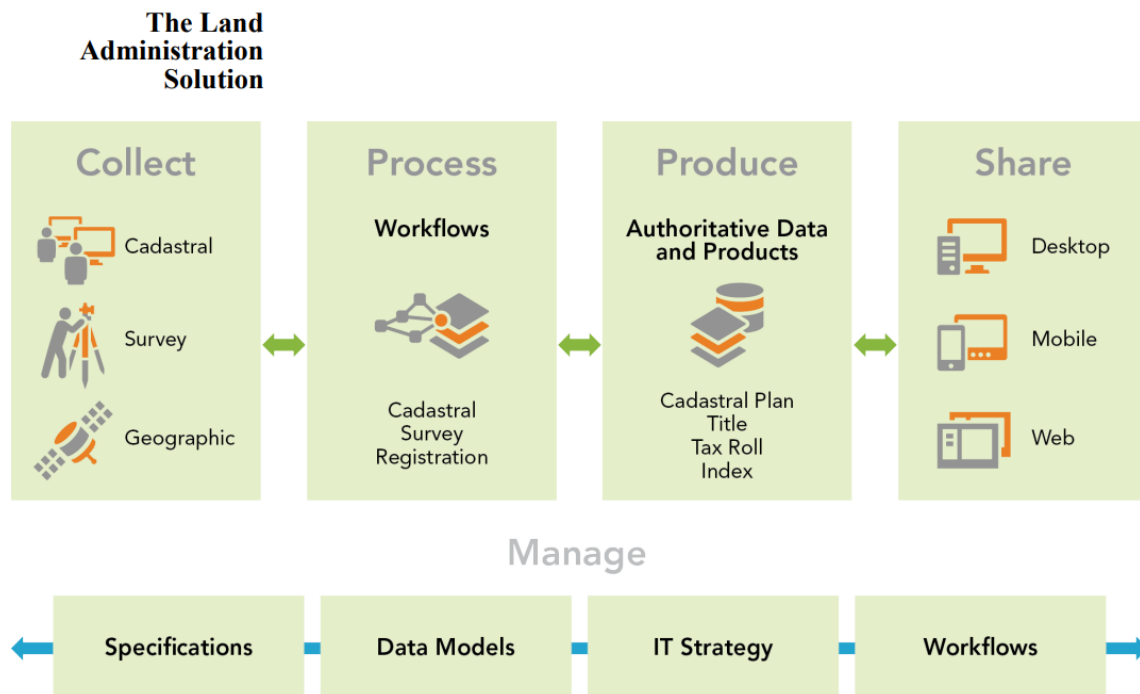 The Land
Administration
Solution
Collect
Cadastral
Survey
Geographic
Process
Workflows
Cadastral
Survey
Registration
Produce
Authoritative Data
and Products
Cadastral Plan
Title
Tax Roll
Index
Share
Desktop
Mobile
Web
Manage
Specifications
Data Models
IT Strategy
Workflows